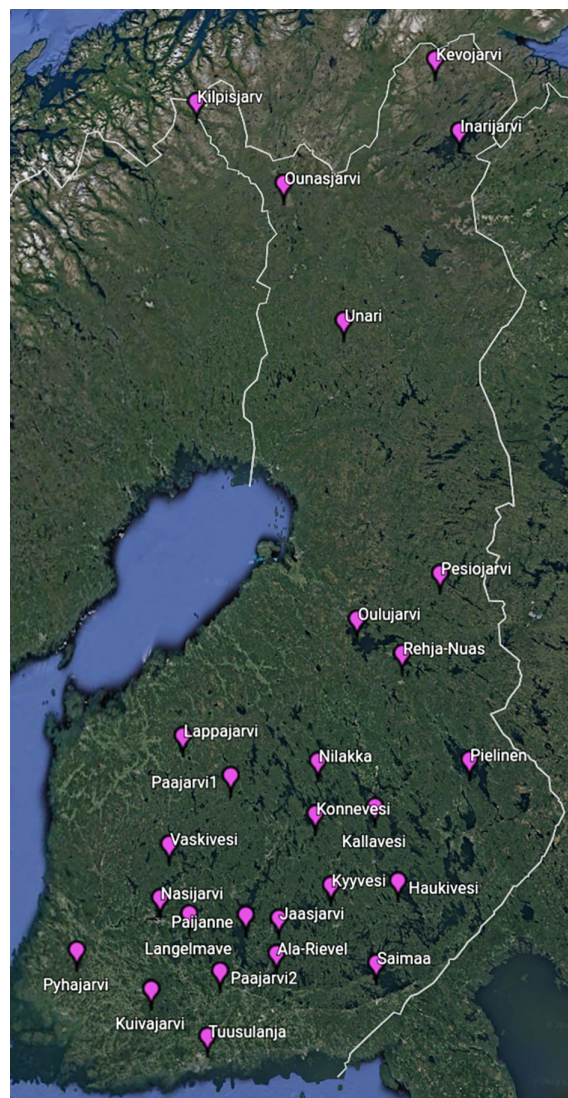 Kevojarvi
Kilpisjarv
Inarijarvi
Ounasjarvi
Unari
Pesiojarvi
Oulujarvi
Rehja-Nuas
Lappajarvi
Nilakka
Pielinen
Paajarvi1
Konnevesi
Vaskivesi
Kallavesi
Kyyvesi
Haukivesi
Nasijarvi
Jaasjarvi
Paijanne
Langelmave
Ala-Rievel
Saimaa
Paajarvi2
Pyhajarvi
Kuivajarvi
Tuusulanja